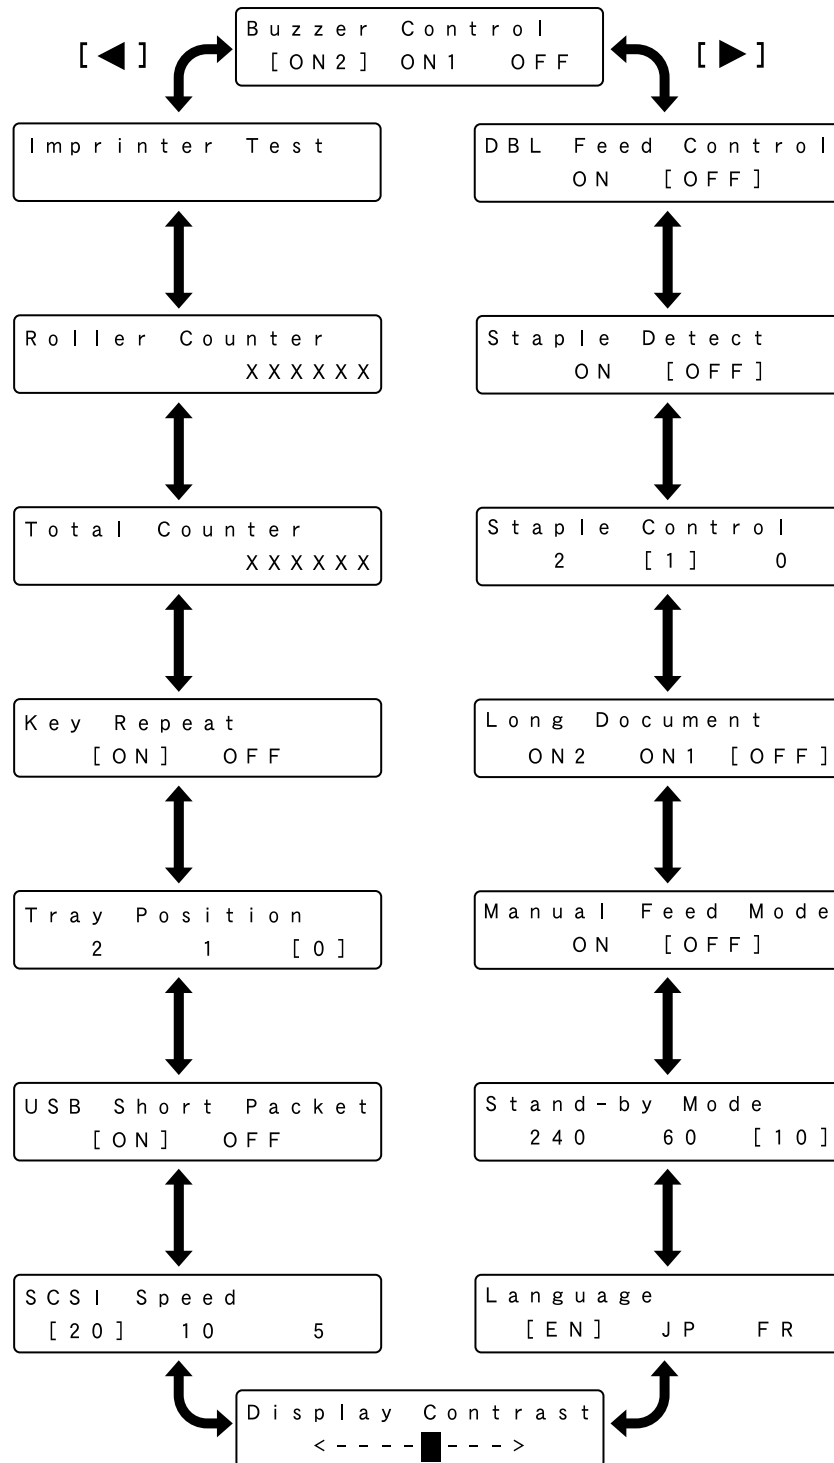 Buzzer Control
[ON2] ON1 OFF
[◀]
[▶]
Imprinter Test
DBL Feed Control
ON [OFF]
Roller Counter
XXXXXX
Staple Detect
ON [OFF]
Total Counter
XXXXXX
Staple Control
2 [1] 0
Key Repeat
[ON] OFF
Long Document
ON2 ON1 [OFF]
Tray Position
2 1 [0]
Manual Feed Mode
ON [OFF]
USB Short Packet
[ON] OFF
Stand-by Mode
240 60 [10]
SCSI Speed
[20] 10 5
Language
[EN] JP FR
Display Contrast
<----█--->